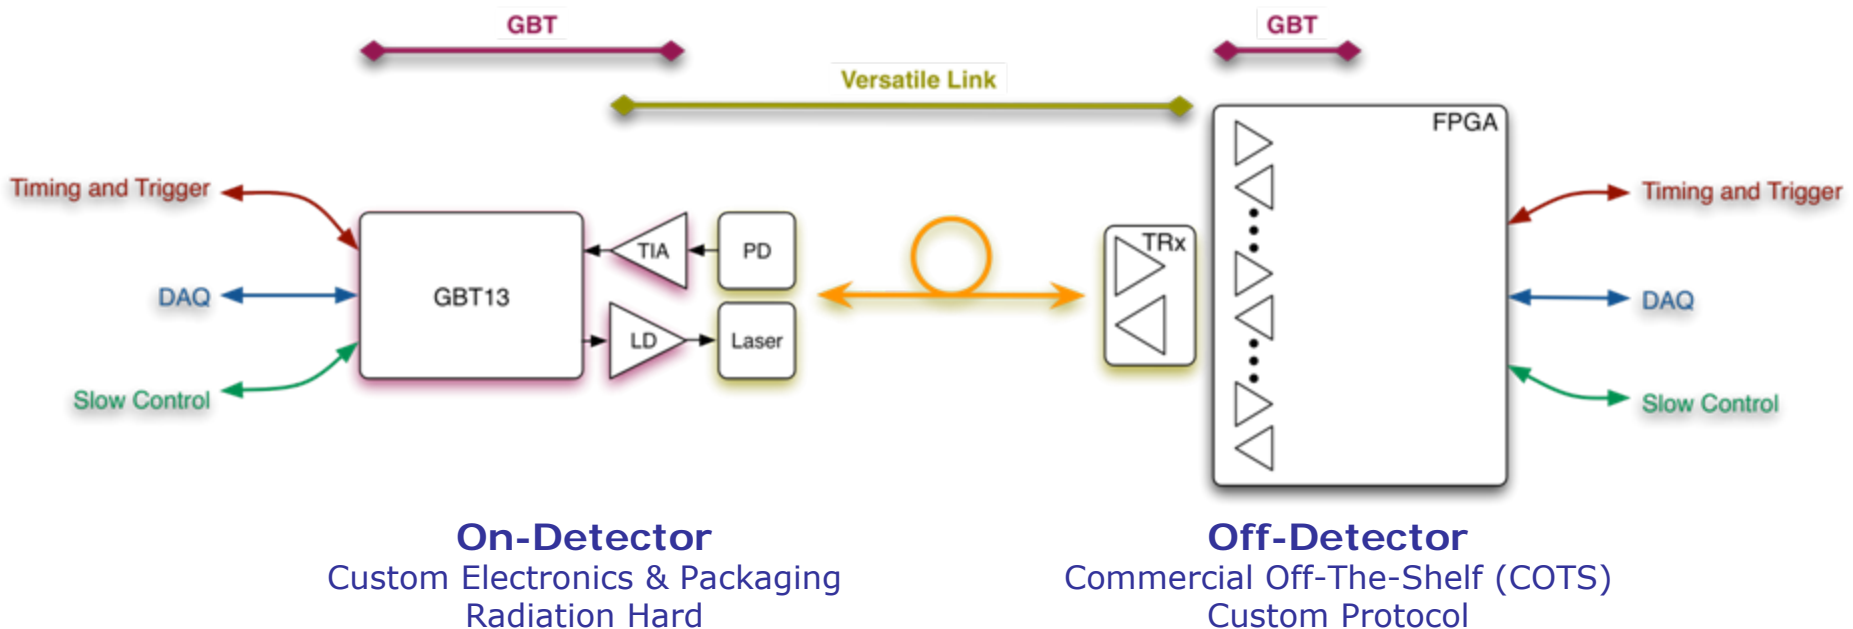 GBT
GBT
Versatile Link
FPGA
Timing and Trigger
Timing and Trigger
TIA
PD
TRx
DAQ
GBT13
DAQ
LD
Laser
Slow Control
Slow Control
On-Detector
Custom Electronics & Packaging
Radiation Hard
Off-Detector
Commercial Off-The-Shelf (COTS)
Custom Protocol